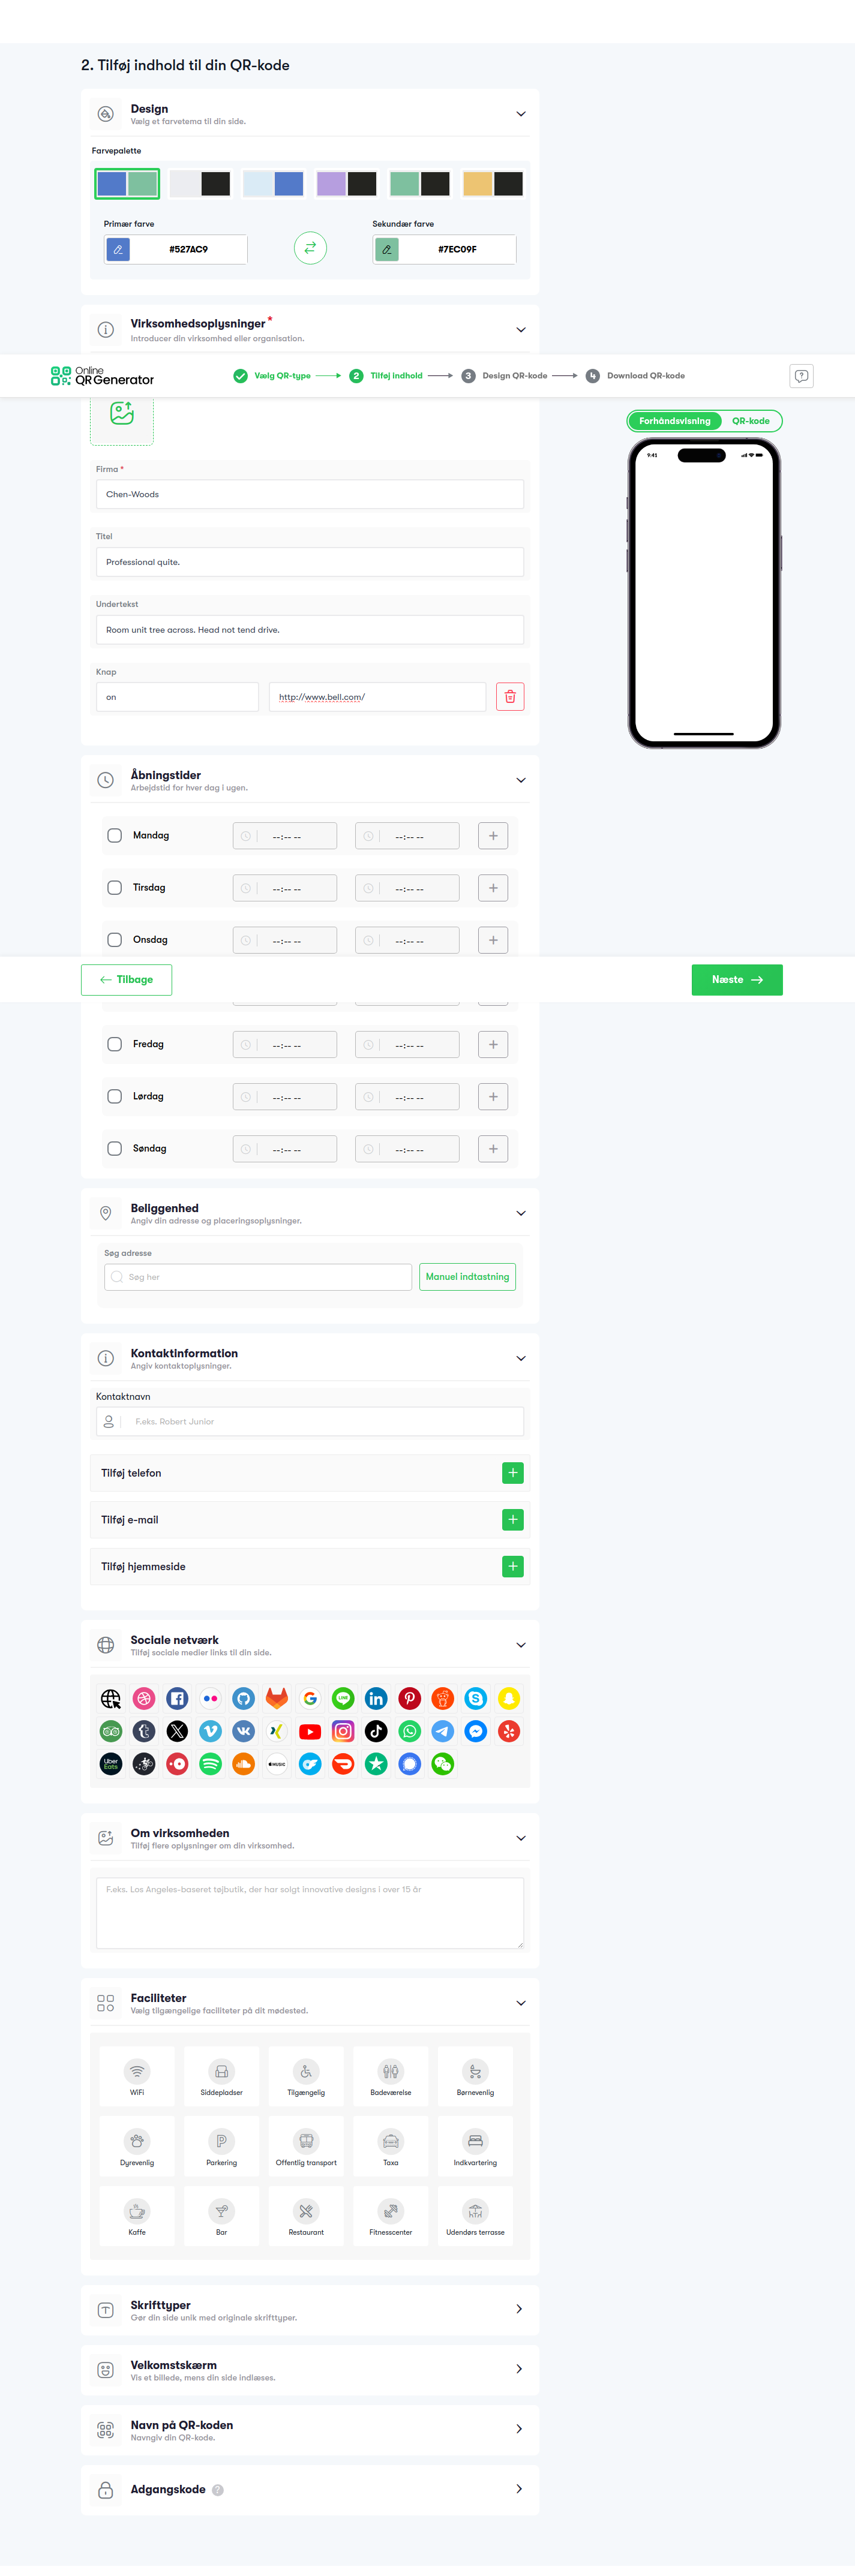 2. Tilføj indhold til din QR-kode
Design
Vælg et farvetema til din side.
Farvepalette
Primær farve
Sekundær farve
#527AC9
#7EC09F
Virksomhedsoplysninger *
Introducer din virksomhed eller organisation.
Online
QR Generator
Vælg QR-type
2 Tilføj indhold
3 Design QR-kode
4 Download QR-kode
Forhåndsvisning
QR-kode
9:41
Firma *
Chen-Woods
Titel
Professional quite.
Undertekst
Room unit tree across. Head not tend drive.
Knap
on
http://www.bell.com/
Åbningstider
Arbejdstid for hver dag i ugen.
Mandag
--:-- --
--:-- --
Tirsdag
--:-- --
--:-- --
Onsdag
--:-- --
--:-- --
Tilbage
Næste
Fredag
--:-- --
--:-- --
Lørdag
--:-- --
--:-- --
Søndag
--:-- --
--:-- --
Beliggenhed
Angiv din adresse og placeringsoplysninger.
Søg adresse
Søg her
Manuel indtastning
Kontaktinformation
Angiv kontaktoplysninger.
Kontaktnavn
F.eks. Robert Junior
Tilføj telefon
Tilføj e-mail
Tilføj hjemmeside
Sociale netværk
Tilføj sociale medier links til din side.
LINE
Uber
Eats
MUSIC
Om virksomheden
Tilføj flere oplysninger om din virksomhed.
F.eks. Los Angeles-baseret tøjbutik, der har solgt innovative designs i over 15 år
Faciliteter
Vælg tilgængelige faciliteter på dit mødested.
WiFi
Siddepladser
Tilgængelig
Badeværelse
Børnevenlig
Dyrevenlig
Parkering
Offentlig transport
Taxa
Indkvartering
Kaffe
Bar
Restaurant
Fitnesscenter
Udendørs terrasse
Skrifttyper
Gør din side unik med originale skrifttyper.
Velkomstskærm
Vis et billede, mens din side indlæses.
Navn på QR-koden
Navngiv din QR-kode.
Adgangskode ?